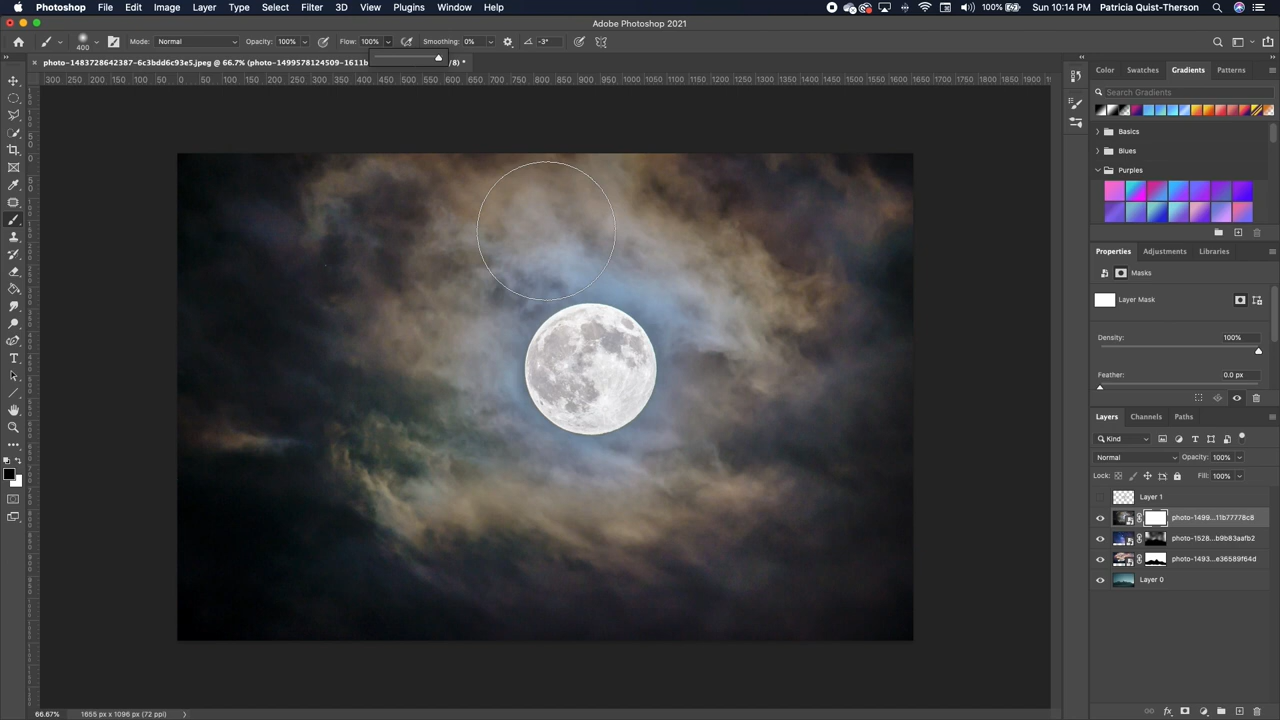 Photoshop File Edit Image Layer Type Select Filter 3D View Plugins Window Help 100% Sun 10:14 PM Patricia Quist-Therson
Adobe Photoshop 2021
400 Mode: Normal Opacity: 100% Flow: 100% Smoothing: 0% -3°
photo-1483728642387-6c3bdd6c93e5.jpeg @ 66.7% (photo-1499578124509-1611b /8) *
300 250 200 150 100 50 0 50 100 150 200 250 300 350 400 450 500 550 600 650 700 750 800 850 900 950 1000 1050 1100 1150 1200 1250 1300 1350 1400 1450 1500 1550 1600 1650 1700 1750 1800 1850 1900
Color Swatches Gradients Patterns
Search Gradients
Basics
Blues
Purples
Properties Adjustments Libraries
Masks
Layer Mask
Density: 100%
Feather: 0.0 px
Layers Channels Paths
Kind
Normal Opacity: 100%
Lock: Fill: 100%
Layer 1
photo-1499...11b77778c8
photo-1528...b9b83aafb2
photo-1493...e36589f64d
Layer 0
66.67% 1655 px x 1096 px (72 ppi)